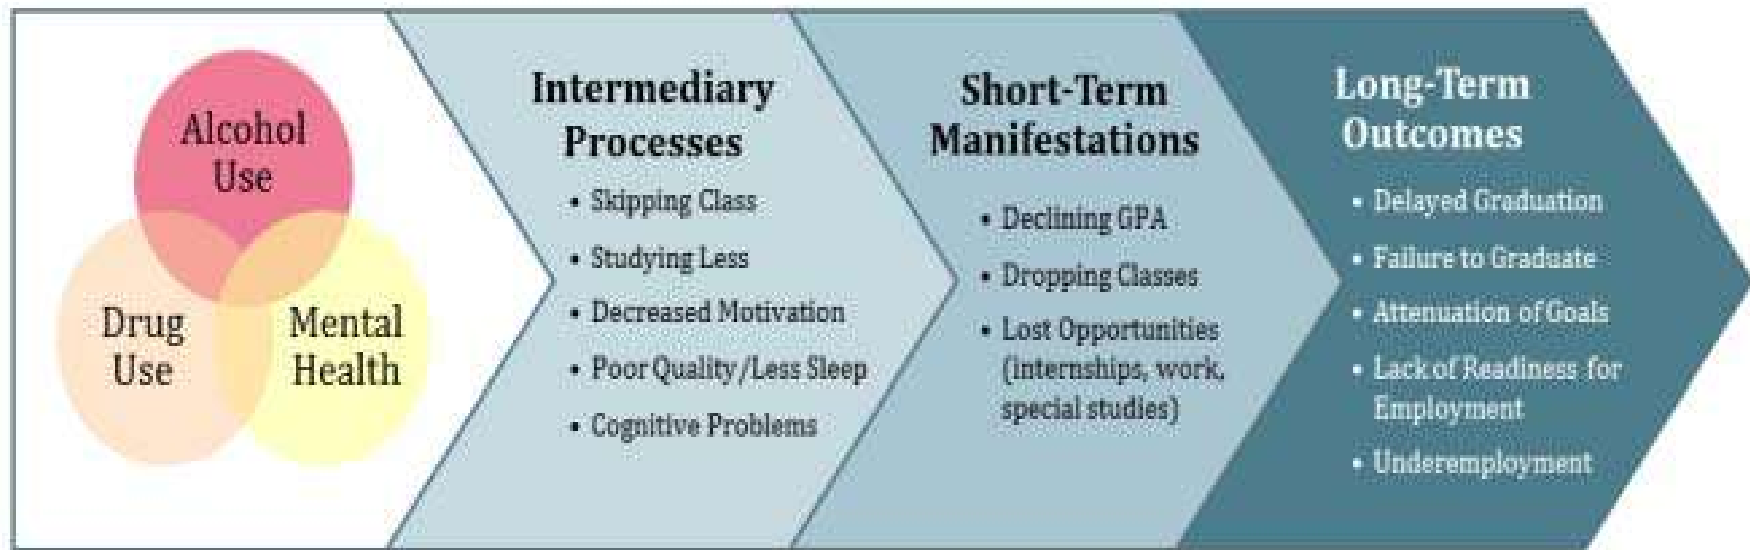 Alcohol
Use
Drug
Use
Mental
Health
Intermediary
Processes
• Skipping Class
• Studying Less
• Decreased Motivation
• Poor Quality/Less Sleep
• Cognitive Problems
Short-Term
Manifestations
• Declining GPA
• Dropping Classes
• Lost Opportunities
(internships, work,
special studies)
Long-Term
Outcomes
• Delayed Graduation
• Failure to Graduate
• Attenuation of Goals
• Lack of Readiness for
Employment
• Underemployment